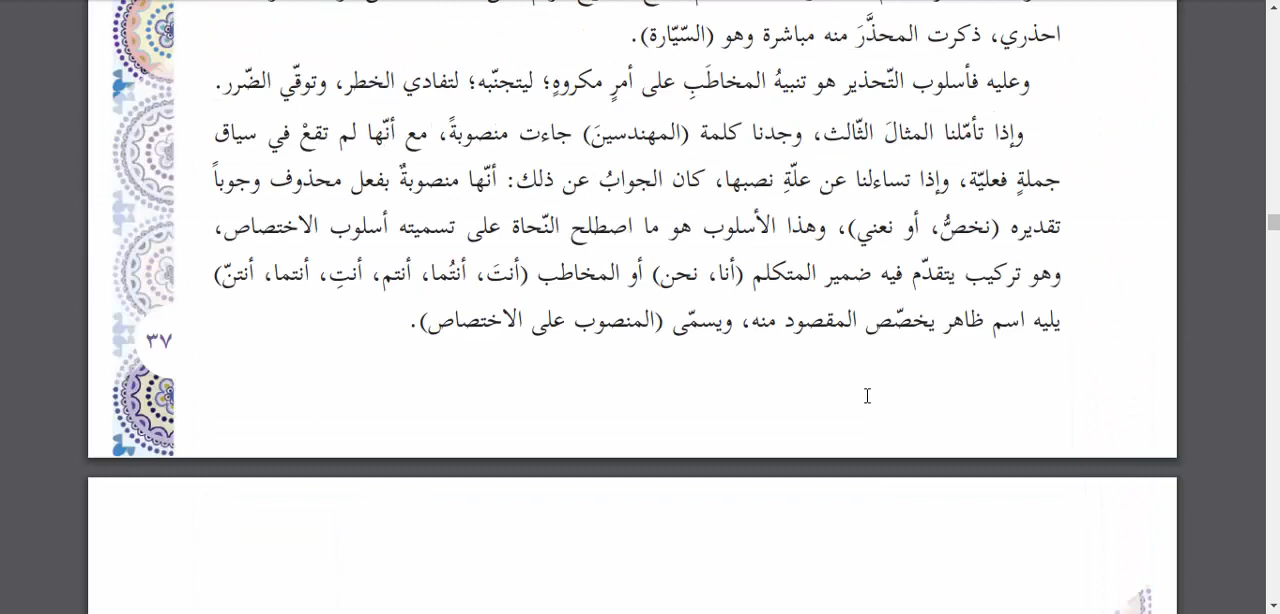 احذري، ذكرت المحذَّرَ منه مباشرة وهو (السّيّارة).
وعليه فأسلوب التّحذير هو تنبيهُ المخاطَبِ على أمرٍ مكروهٍ؛ ليتجنّبه؛ لتفادي الخطر، وتوقّي الضّرر.
وإذا تأمّلنا المثالَ الثّالث، وجدنا كلمة (المهندسينَ) جاءت منصوبةً، مع أنّها لم تقعْ في سياق
جملةٍ فعليّة، وإذا تساءلنا عن علّةِ نصبها، كان الجوابُ عن ذلك: أنّها منصوبةٌ بفعل محذوف وجوباً
تقديره (نخصُّ، أو نعني)، وهذا الأسلوب هو ما اصطلح النّحاة على تسميته أسلوب الاختصاص،
وهو تركيب يتقدّم فيه ضمير المتكلم (أنا، نحن) أو المخاطب (أنتَ، أنتُما، أنتم، أنتِ، أنتما، أنتنّ)
يليه اسم ظاهر يخصّص المقصود منه، ويسمّى (المنصوب على الاختصاص).
٣٧